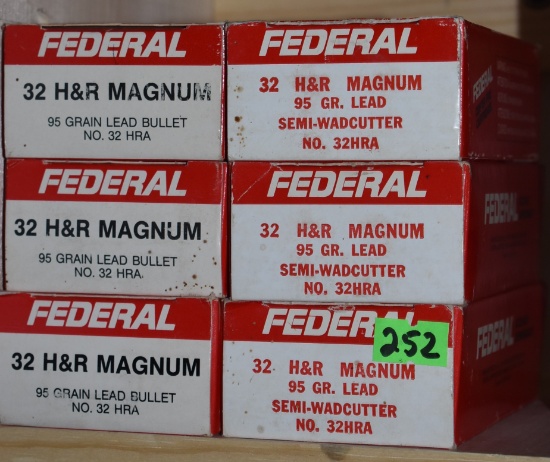 FEDERAL
32 H&R MAGNUM
95 GRAIN LEAD BULLET
NO. 32 HRA
FEDERAL
32 H&R MAGNUM
95 GR. LEAD
SEMI-WADCUTTER
NO. 32HRA
FEDERAL
FEDERAL
32 H&R MAGNUM
95 GRAIN LEAD BULLET
NO. 32 HRA.
FEDERAL
32 H&R MAGNUM
95 GR. LEAD
SEMI-WADCUTTER
NO. 32HRA
FEDERAL
FEDERAL
32 H&R MAGNUM
95 GRAIN LEAD BULLET
NO. 32 HRA
FEDERAL
252
32 H&R MAGNUM
95 GR. LEAD
SEMI-WADCUTTER
NO. 32HRA
FEDERAL